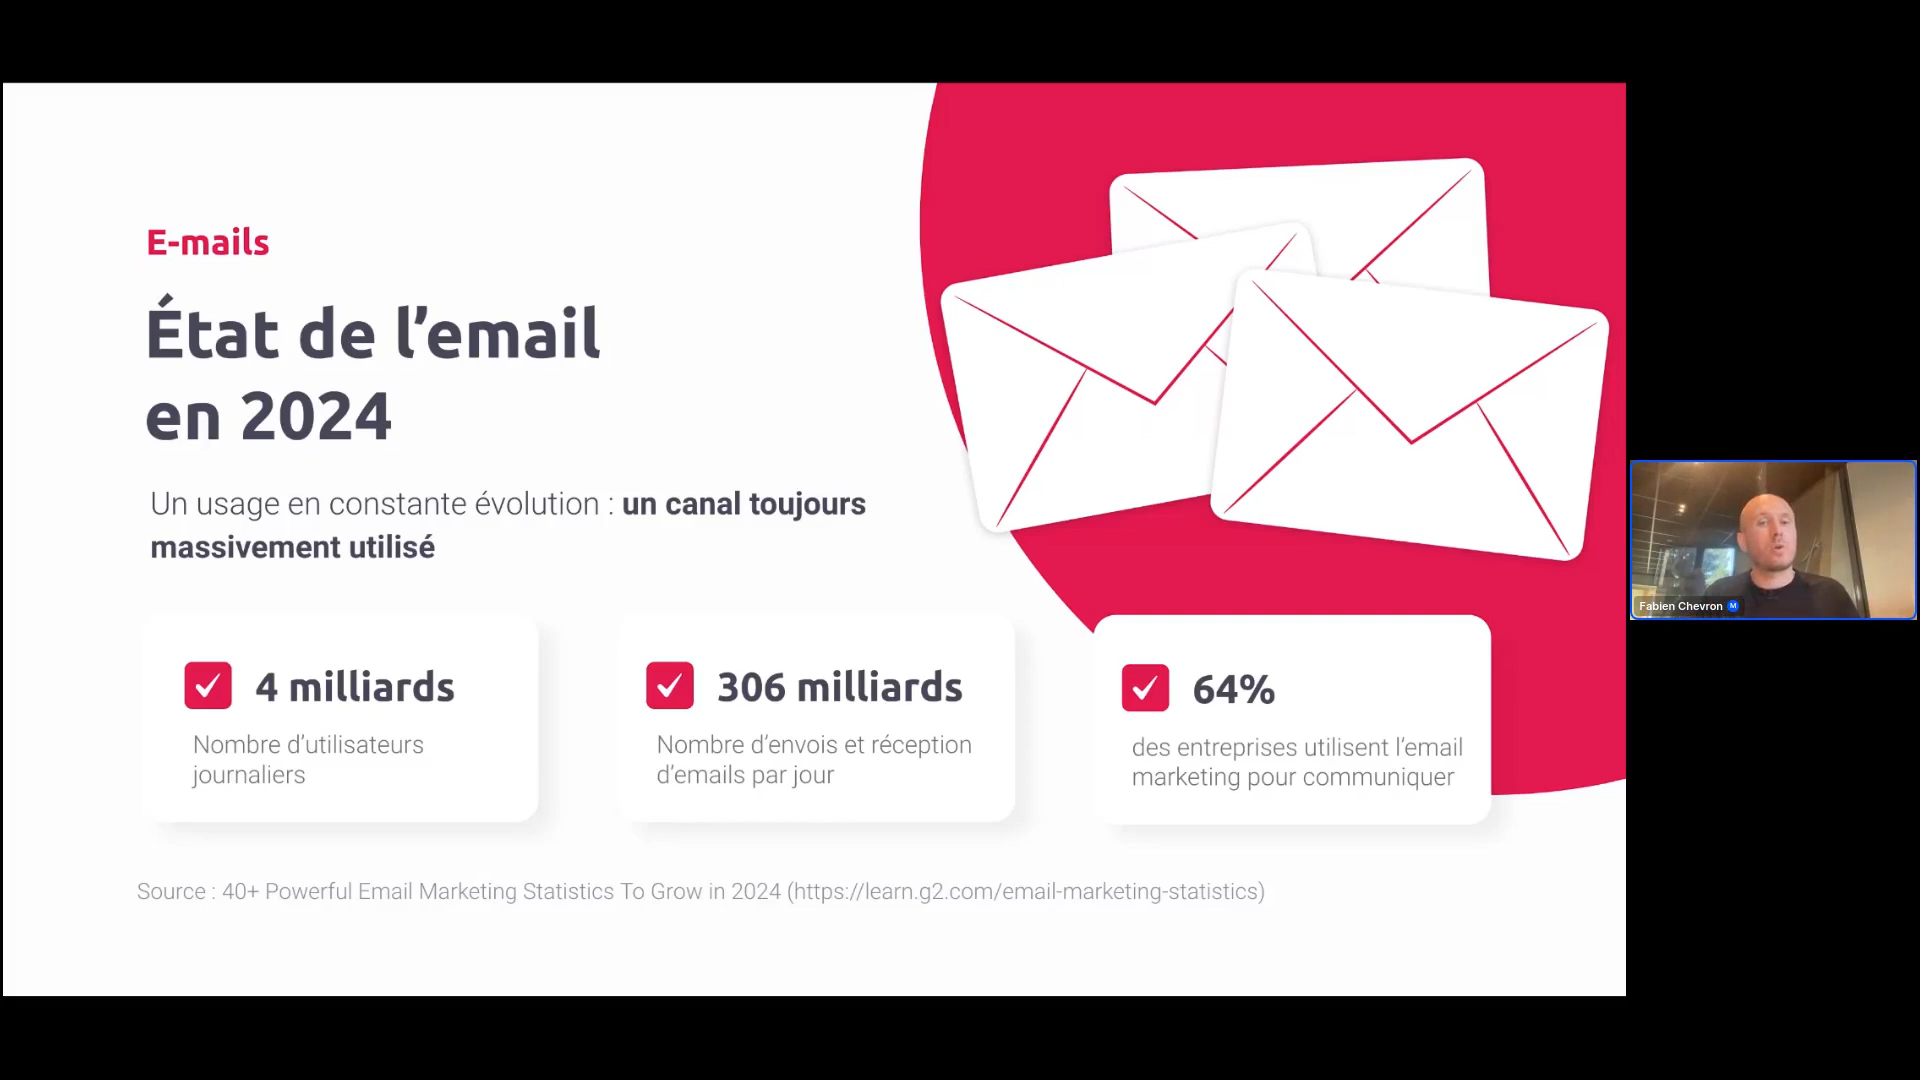 E-mails
État de l’email
en 2024
Un usage en constante évolution : un canal toujours
massivement utilisé
4 milliards
Nombre d’utilisateurs
journaliers
306 milliards
Nombre d’envois et réception
d’emails par jour
64%
des entreprises utilisent l’email
marketing pour communiquer
Source : 40+ Powerful Email Marketing Statistics To Grow in 2024 (https://learn.g2.com/email-marketing-statistics)
Fabien Chevron M